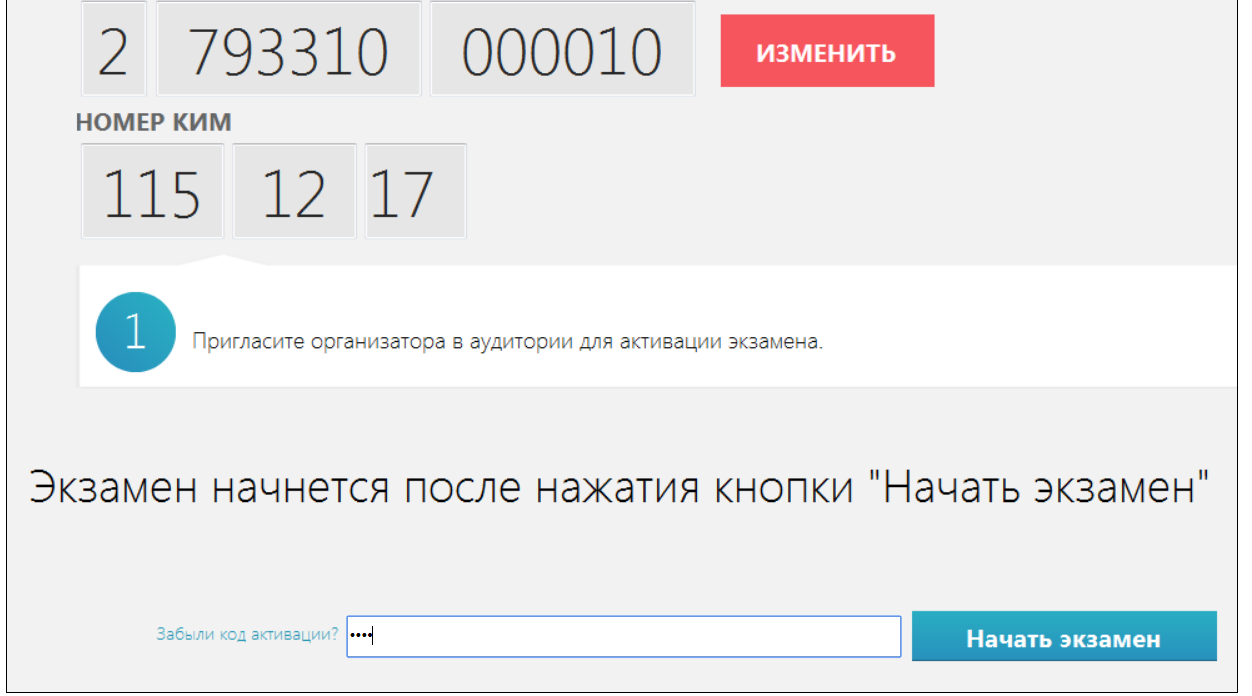 2 793310 000010 ИЗМЕНИТЬ
НОМЕР КИМ
115 12 17
1 Пригласите организатора в аудитории для активации экзамена.
Экзамен начнется после нажатия кнопки "Начать экзамен"
Забыли код активации? •••• Начать экзамен